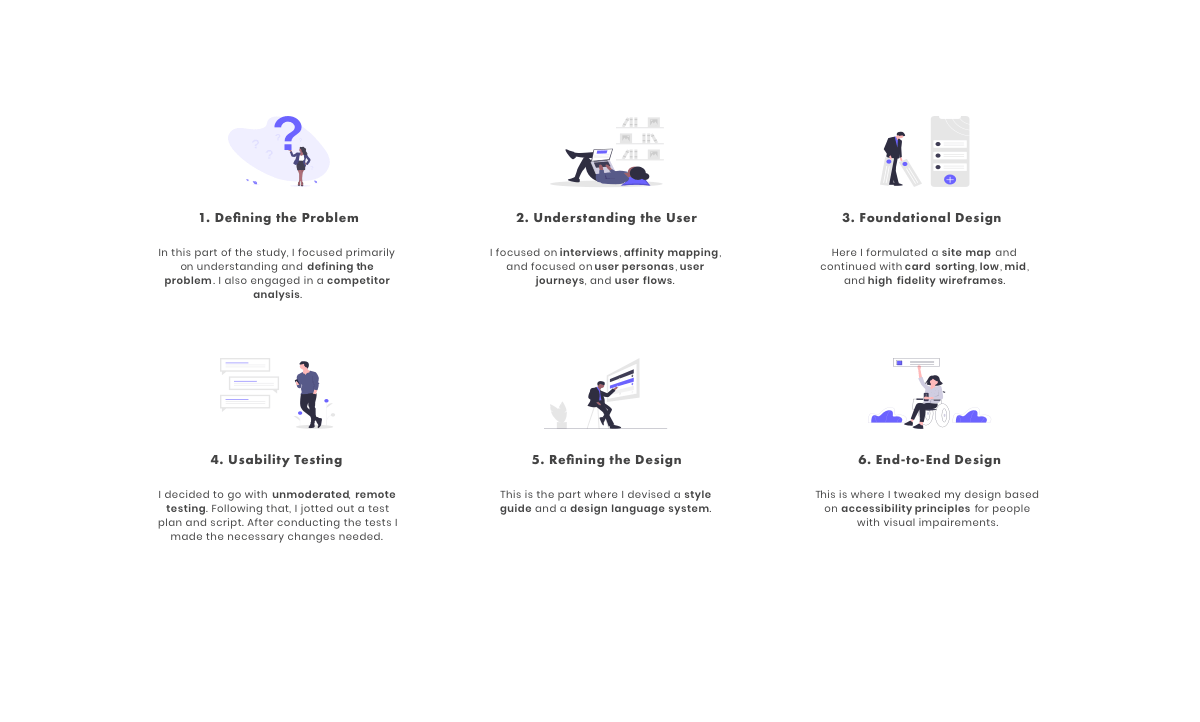 ?
1. Defining the Problem
In this part of the study, I focused primarily
on understanding and defining the
problem. I also engaged in a competitor
analysis.
2. Understanding the User
I focused on interviews, affinity mapping,
and focused on user personas, user
journeys, and user flows.
3. Foundational Design
Here I formulated a site map and
continued with card sorting, low, mid,
and high fidelity wireframes.
4. Usability Testing
I decided to go with unmoderated, remote
testing. Following that, I jotted out a test
plan and script. After conducting the tests I
made the necessary changes needed.
5. Refining the Design
This is the part where I devised a style
guide and a design language system.
6. End-to-End Design
This is where I tweaked my design based
on accessibility principles for people
with visual impairements.